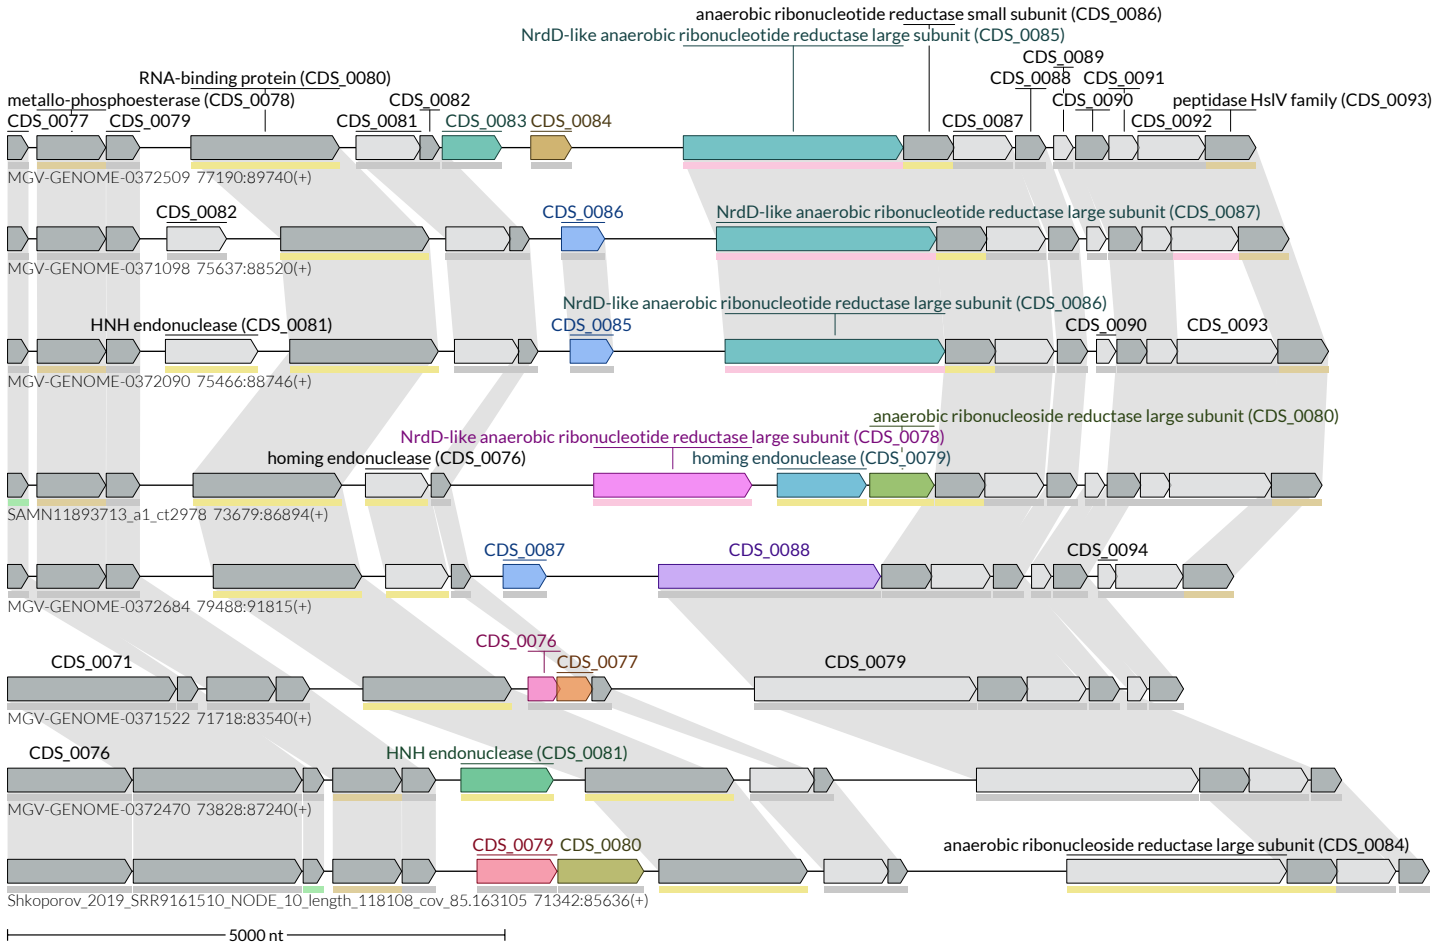 anaerobic ribonucleotide reductase small subunit (CDS_0086)
NrdD-like anaerobic ribonucleotide reductase large subunit (CDS_0085)
CDS_0089
RNA-binding protein (CDS_0080) CDS_0088 CDS_0091
metallo-phosphoesterase (CDS_0078) CDS_0082 CDS_0090 peptidase HslV family (CDS_0093)
CDS_0077 CDS_0079 CDS_0081 CDS_0083 CDS_0084 CDS_0087 CDS_0092
MGV-GENOME-0372509 77190:89740(+)
CDS_0082 CDS_0086 NrdD-like anaerobic ribonucleotide reductase large subunit (CDS_0087)
MGV-GENOME-0371098 75637:88520(+)
NrdD-like anaerobic ribonucleotide reductase large subunit (CDS_0086)
HNH endonuclease (CDS_0081) CDS_0085 CDS_0090 CDS_0093
MGV-GENOME-0372090 75466:88746(+)
anaerobic ribonucleoside reductase large subunit (CDS_0080)
NrdD-like anaerobic ribonucleotide reductase large subunit (CDS_0078)
homing endonuclease (CDS_0076) homing endonuclease (CDS_0079)
SAMN11893713_a1_ct2978 73679:86894(+)
CDS_0087 CDS_0088 CDS_0094
MGV-GENOME-0372684 79488:91815(+)
CDS_0076
CDS_0071 CDS_0077 CDS_0079
MGV-GENOME-0371522 71718:83540(+)
CDS_0076 HNH endonuclease (CDS_0081)
MGV-GENOME-0372470 73828:87240(+)
CDS_0079 CDS_0080 anaerobic ribonucleoside reductase large subunit (CDS_0084)
Shkoporov_2019_SRR9161510_NODE_10_length_118108_cov_85.163105 71342:85636(+)
5000 nt